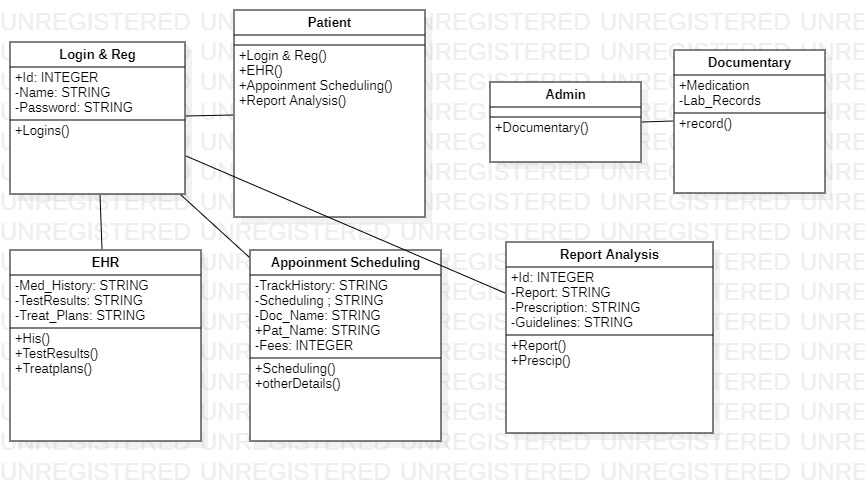 Login & Reg
+Id: INTEGER
-Name: STRING
-Password: STRING
+Logins()
Patient
+Login & Reg()
+EHR()
+Appoinment Scheduling()
+Report Analysis()
Admin
+Documentary()
Documentary
+Medication
-Lab_Records
+record()
EHR
-Med_History: STRING
-TestResults: STRING
-Treat_Plans: STRING
+His()
+TestResults()
+Treatplans()
Appoinment Scheduling
-TrackHistory: STRING
-Scheduling ; STRING
-Doc_Name: STRING
+Pat_Name: STRING
-Fees: INTEGER
+Scheduling()
+otherDetails()
Report Analysis
+Id: INTEGER
-Report: STRING
-Prescription: STRING
-Guidelines: STRING
+Report()
+Prescip()
UNREGISTERED